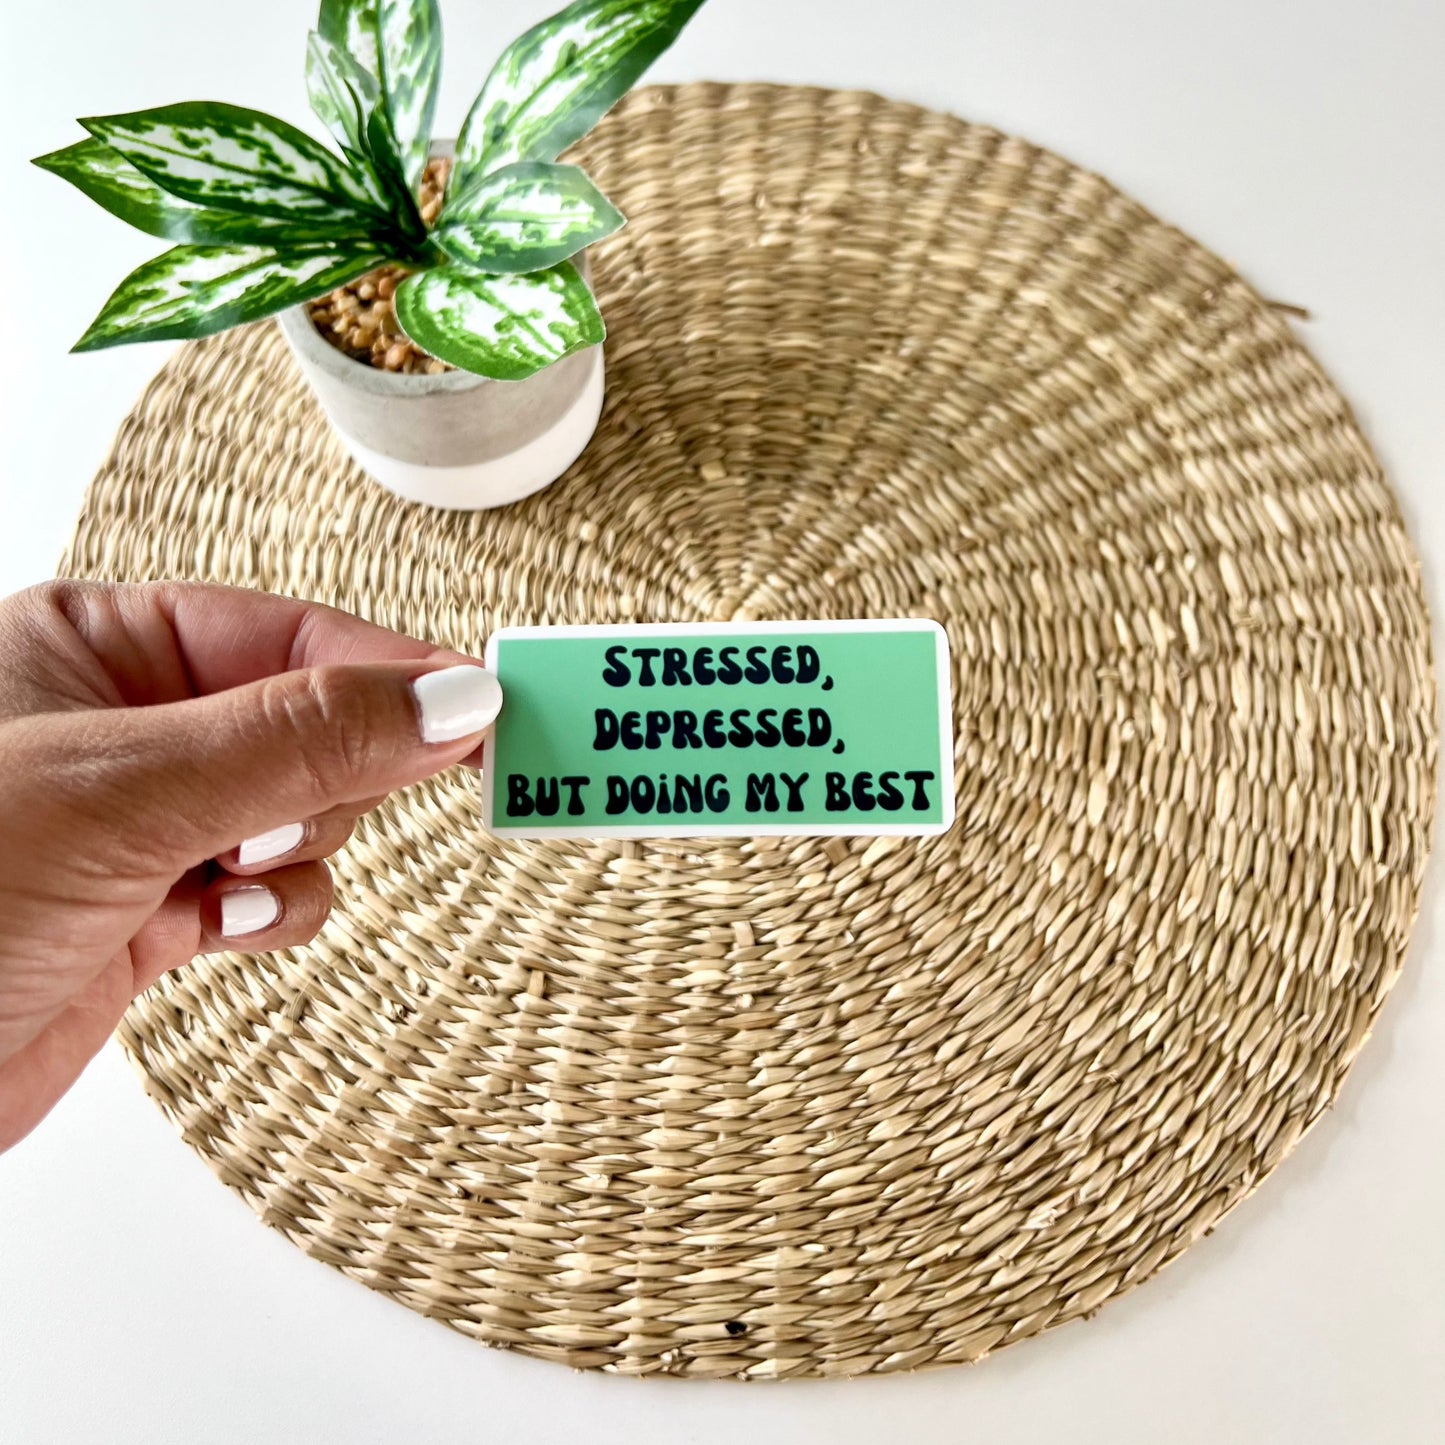 STRESSED,
DEPRESSED,
BUT DOiNG MY BEST